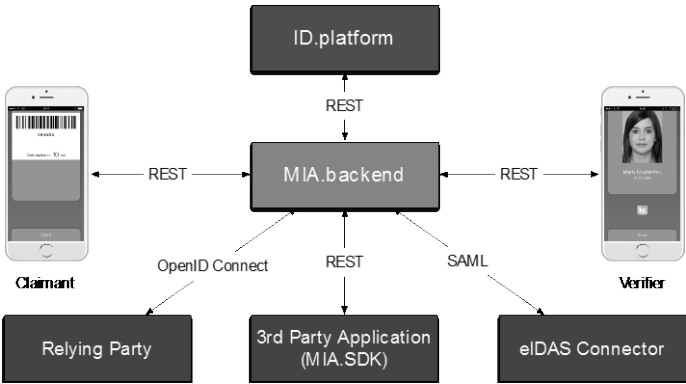 ID.platform
REST
REST
MIA.backend
REST
OpenID Connect
REST
SAML
Claimant
Verifier
Relying Party
3rd Party Application
(MIA.SDK)
eIDAS Connector